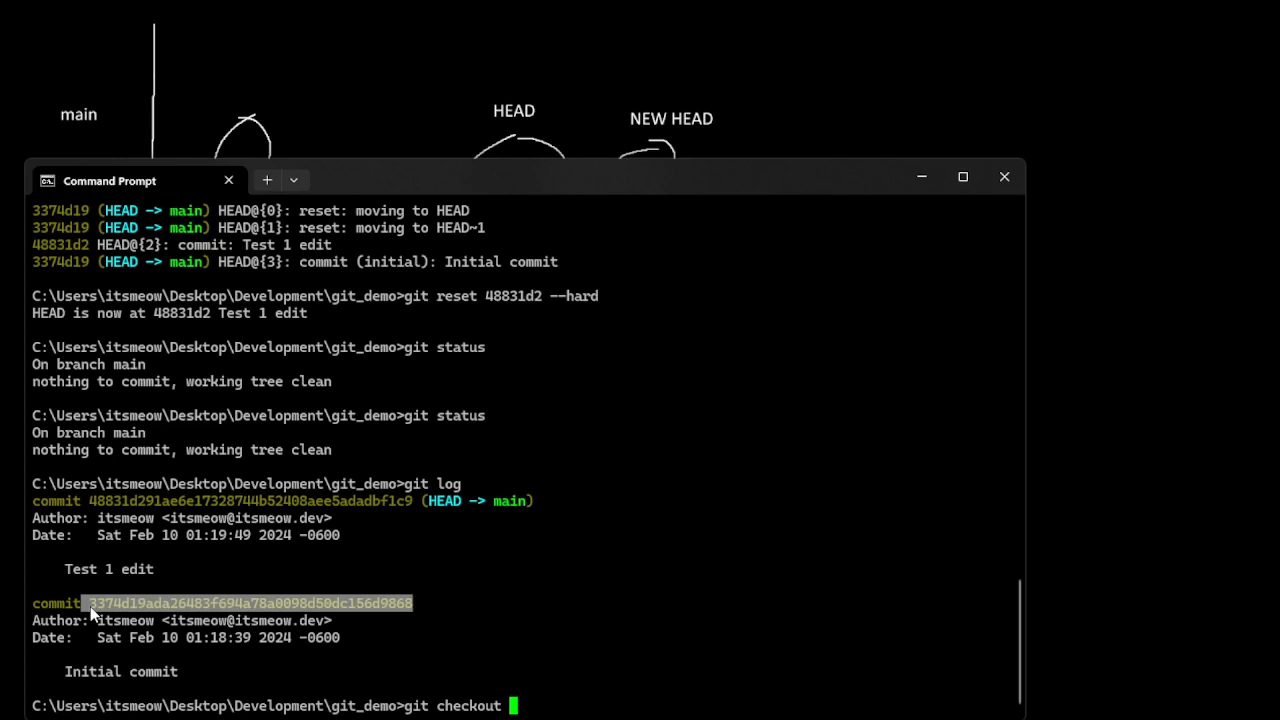 main
HEAD
NEW HEAD
Command Prompt
3374d19 (HEAD -> main) HEAD@{0}: reset: moving to HEAD
3374d19 (HEAD -> main) HEAD@{1}: reset: moving to HEAD~1
48831d2 HEAD@{2}: commit: Test 1 edit
3374d19 (HEAD -> main) HEAD@{3}: commit (initial): Initial commit
C:\Users\itsmeow\Desktop\Development\git_demo>git reset 48831d2 --hard
HEAD is now at 48831d2 Test 1 edit
C:\Users\itsmeow\Desktop\Development\git_demo>git status
On branch main
nothing to commit, working tree clean
C:\Users\itsmeow\Desktop\Development\git_demo>git status
On branch main
nothing to commit, working tree clean
C:\Users\itsmeow\Desktop\Development\git_demo>git log
commit 48831d291ae6e17328744b52408aee5adadbf1c9 (HEAD -> main)
Author: itsmeow <itsmeow@itsmeow.dev>
Date:   Sat Feb 10 01:19:49 2024 -0600
Test 1 edit
commit 3374d19ada26483f694a78a0098d50dc156d9868
Author: itsmeow <itsmeow@itsmeow.dev>
Date:   Sat Feb 10 01:18:39 2024 -0600
Initial commit
C:\Users\itsmeow\Desktop\Development\git_demo>git checkout